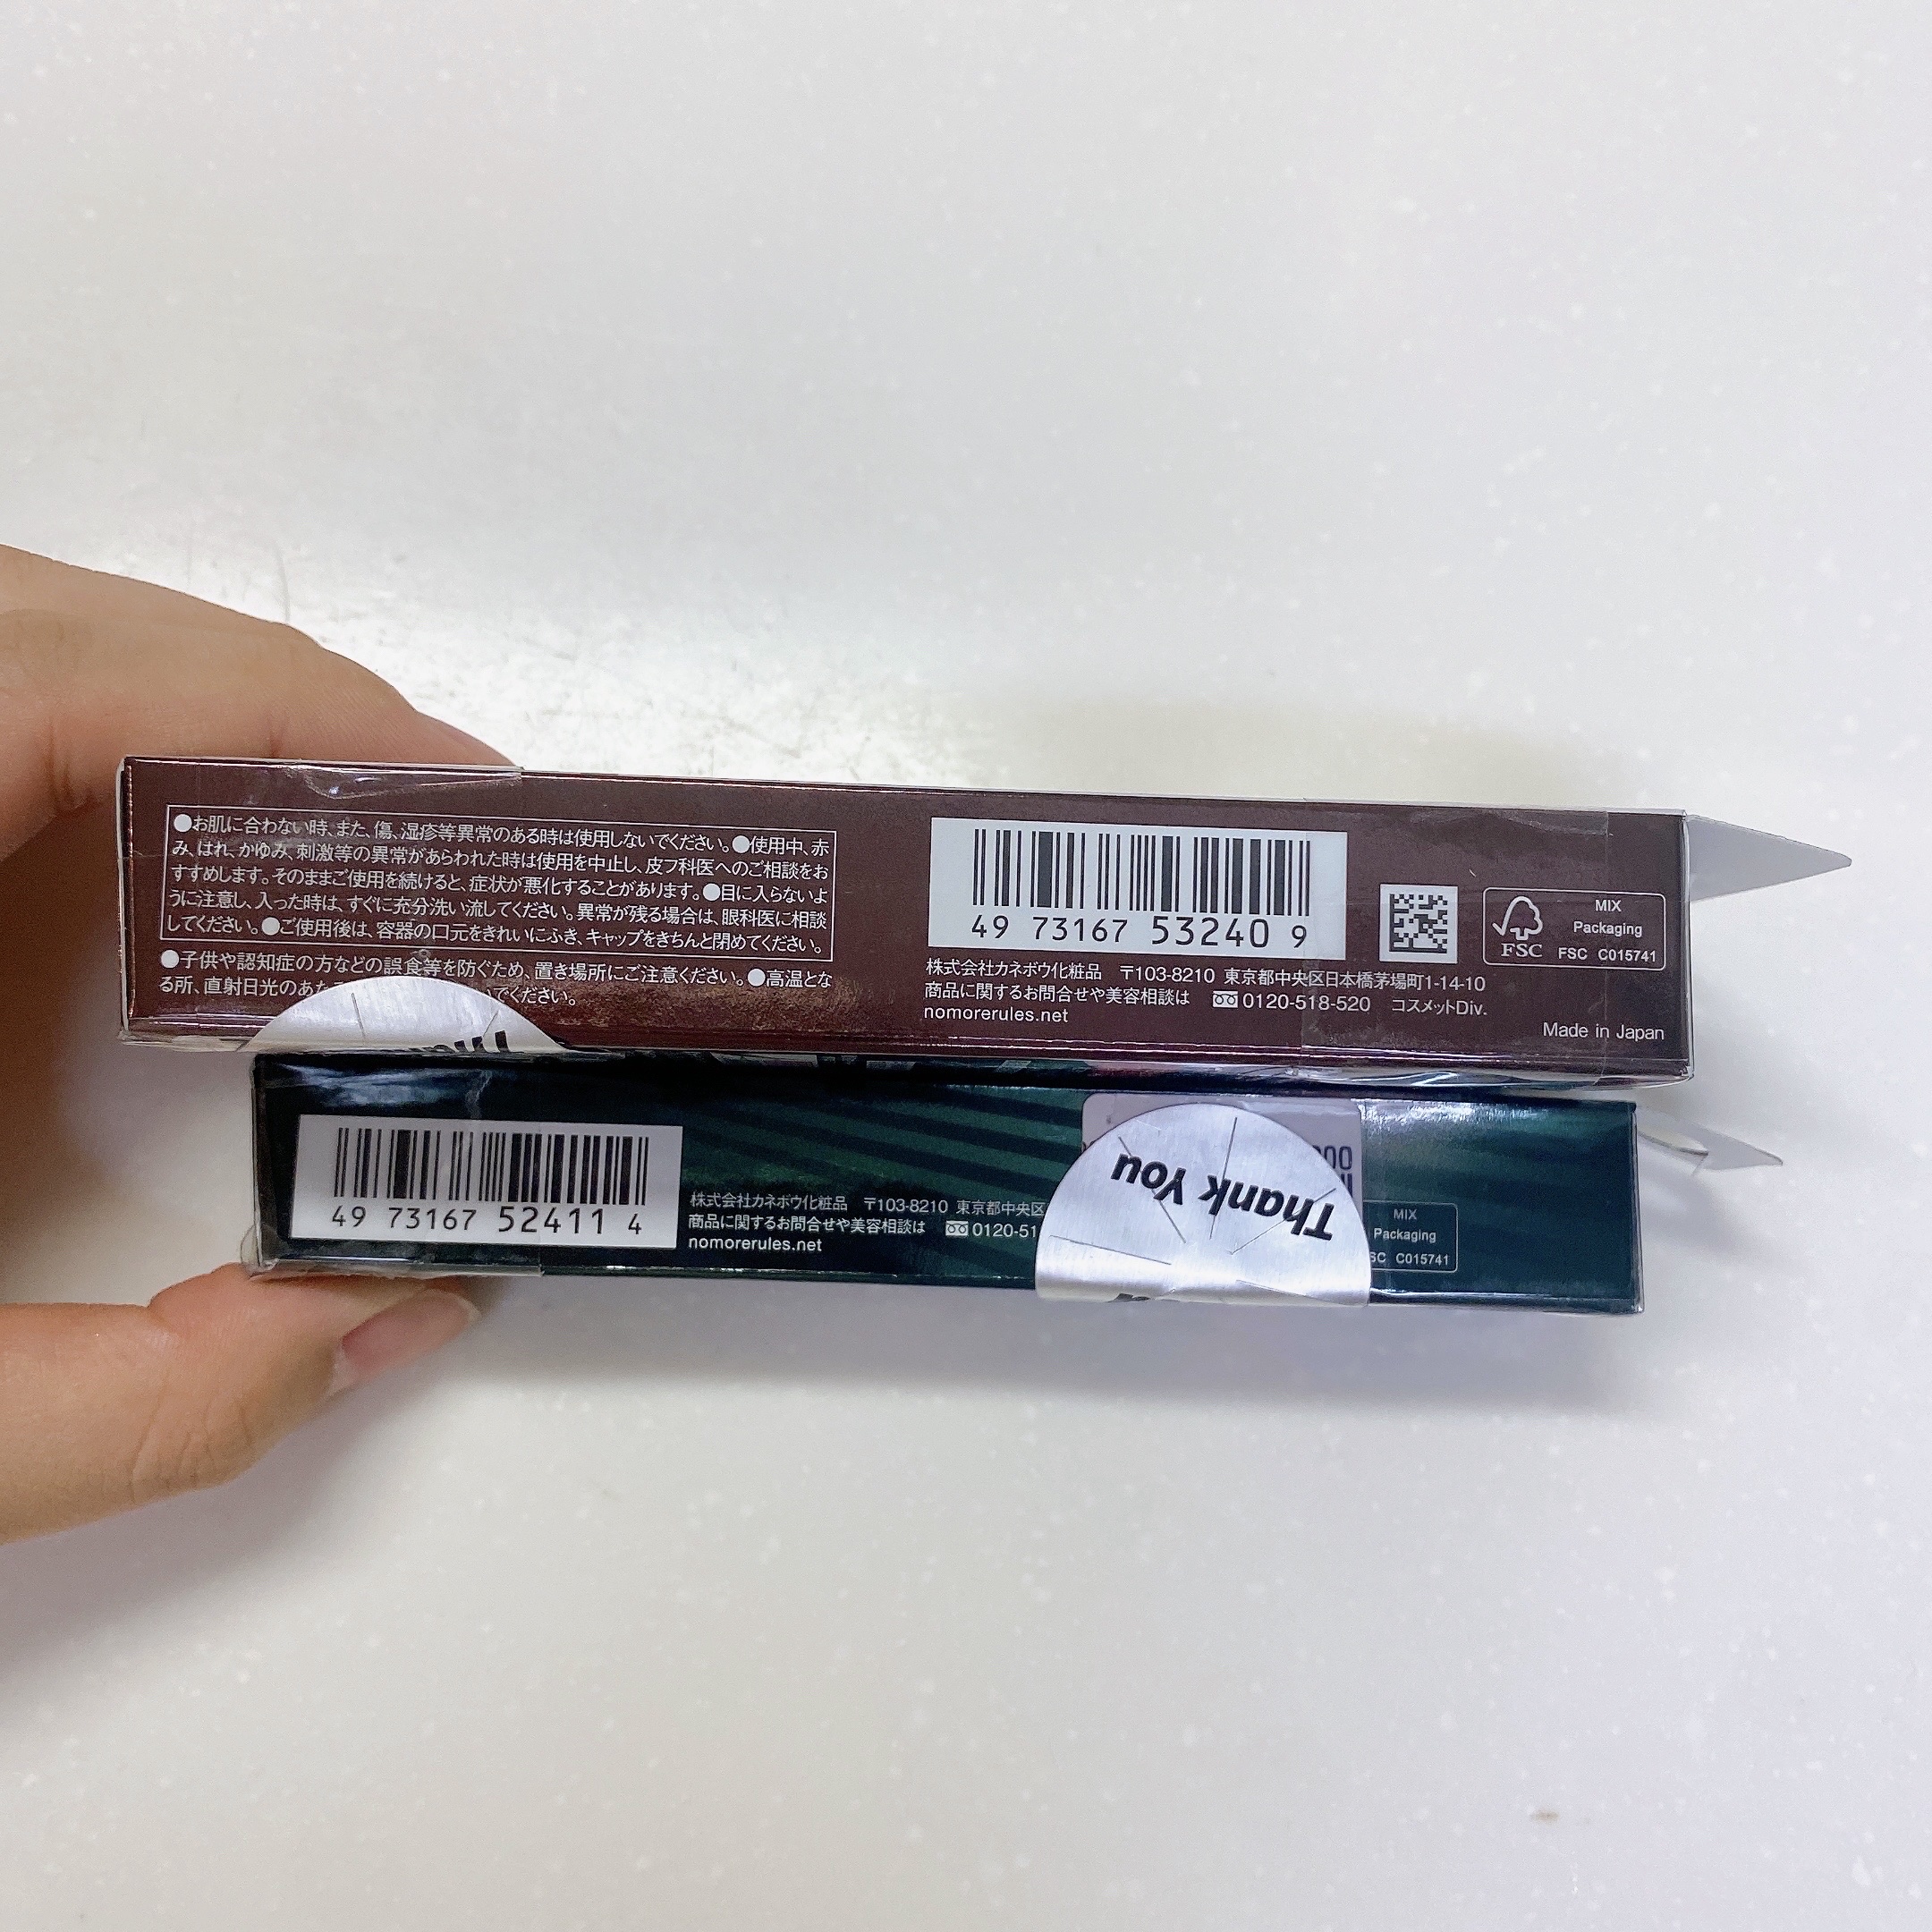 ●お肌に合わない時、また、傷、湿疹等異常のある時は使用しないでください。●使用中、赤
み、はれ、かゆみ、刺激等の異常があらわれた時は使用を中止し、皮フ科医へのご相談をお
すすめします。そのままご使用を続けると、症状が悪化することがあります。●目に入らないよ
うに注意し、入った時は、すぐに充分洗い流してください。異常が残る場合は、眼科医に相談
してください。●ご使用後は、容器の口元をきれいにふき、キャップをきちんと閉めてください。
●子供や認知症の方などの誤食等を防ぐため、置き場所にご注意ください。●高温とな
る所、直射日光のあた でください。
49 73167 53240 9
株式会社カネボウ化粧品 〒103-8210 東京都中央区日本橋茅場町1-14-10
商品に関するお問合せや美容相談は 0120-518-520 コスメットDiv.
nomorerules.net
FSC
MIX
Packaging
FSC C015741
Made in Japan
49 73167 52411 4
株式会社カネボウ化粧品 〒103-8210 東京都中央区
商品に関するお問合せや美容相談は 0120-51
nomorerules.net
Thank You
MIX
Packaging
SC C015741